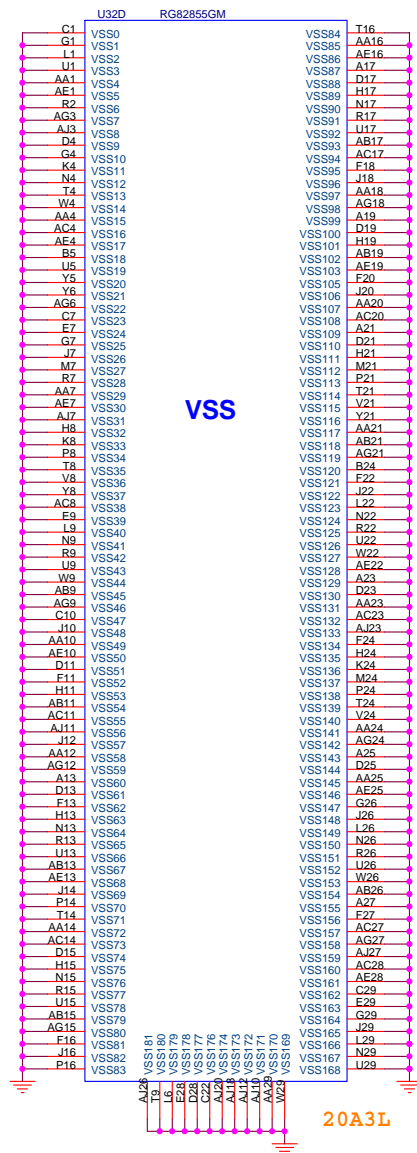 U32D RG82855GM
C1 VSS0 VSS84 T16
G1 VSS1 VSS85 AA16
L1 VSS2 VSS86 AE16
U1 VSS3 VSS87 A17
AA1 VSS4 VSS88 D17
AE1 VSS5 VSS89 H17
R2 VSS6 VSS90 N17
AG3 VSS7 VSS91 R17
AJ3 VSS8 VSS92 U17
D4 VSS9 VSS93 AB17
G4 VSS10 VSS94 AC17
K4 VSS11 VSS95 F18
N4 VSS12 VSS96 J18
T4 VSS13 VSS97 AA18
W4 VSS14 VSS98 AG18
AA4 VSS15 VSS99 A19
AC4 VSS16 VSS100 D19
AE4 VSS17 VSS101 H19
B5 VSS18 VSS102 AB19
U5 VSS19 VSS103 AE19
Y5 VSS20 VSS105 F20
Y6 VSS21 VSS106 J20
AG6 VSS22 VSS107 AA20
C7 VSS23 VSS108 AC20
E7 VSS24 VSS109 A21
G7 VSS25 VSS110 D21
J7 VSS26 VSS111 H21
M7 VSS27 VSS112 M21
R7 VSS28 VSS113 P21
AA7 VSS29 VSS114 T21
AE7 VSS30 VSS115 V21
AJ7 VSS31 VSS116 Y21
H8 VSS32 VSS117 AA21
K8 VSS33 VSS118 AB21
P8 VSS34 VSS119 AG21
T8 VSS35 VSS120 B24
V8 VSS36 VSS121 F22
Y8 VSS37 VSS122 J22
AC8 VSS38 VSS123 L22
E9 VSS39 VSS124 N22
L9 VSS40 VSS125 R22
N9 VSS41 VSS126 U22
R9 VSS42 VSS127 W22
U9 VSS43 VSS128 AE22
W9 VSS44 VSS129 A23
AB9 VSS45 VSS130 D23
AG9 VSS46 VSS131 AA23
C10 VSS47 VSS132 AC23
J10 VSS48 VSS133 AJ23
AA10 VSS49 VSS134 F24
AE10 VSS50 VSS135 H24
D11 VSS51 VSS136 K24
F11 VSS52 VSS137 M24
H11 VSS53 VSS138 P24
AB11 VSS54 VSS139 T24
AC11 VSS55 VSS140 V24
AJ11 VSS56 VSS141 AA24
J12 VSS57 VSS142 AG24
AA12 VSS58 VSS143 A25
AG12 VSS59 VSS144 D25
A13 VSS60 VSS145 AA25
D13 VSS61 VSS146 AE25
F13 VSS62 VSS147 G26
H13 VSS63 VSS148 J26
N13 VSS64 VSS149 L26
R13 VSS65 VSS150 N26
U13 VSS66 VSS151 R26
AB13 VSS67 VSS152 U26
AE13 VSS68 VSS153 W26
J14 VSS69 VSS154 AB26
P14 VSS70 VSS155 A27
T14 VSS71 VSS156 F27
AA14 VSS72 VSS157 AC27
AC14 VSS73 VSS158 AG27
D15 VSS74 VSS159 AJ27
H15 VSS75 VSS160 AC28
N15 VSS76 VSS161 AE28
R15 VSS77 VSS162 C29
U15 VSS78 VSS163 E29
AB15 VSS79 VSS164 G29
AG15 VSS80 VSS165 J29
F16 VSS81 VSS166 L29
J16 VSS82 VSS167 N29
P16 VSS83 VSS168 U29
VSS
VSS181 AJ26
VSS180 T9
VSS179 L6
VSS178 E28
VSS177 D28
VSS176 C22
VSS174 AJ20
VSS173 AJ18
VSS172 AJ12
VSS171 AJ10
VSS170 AA29
VSS169 W29
20A3L